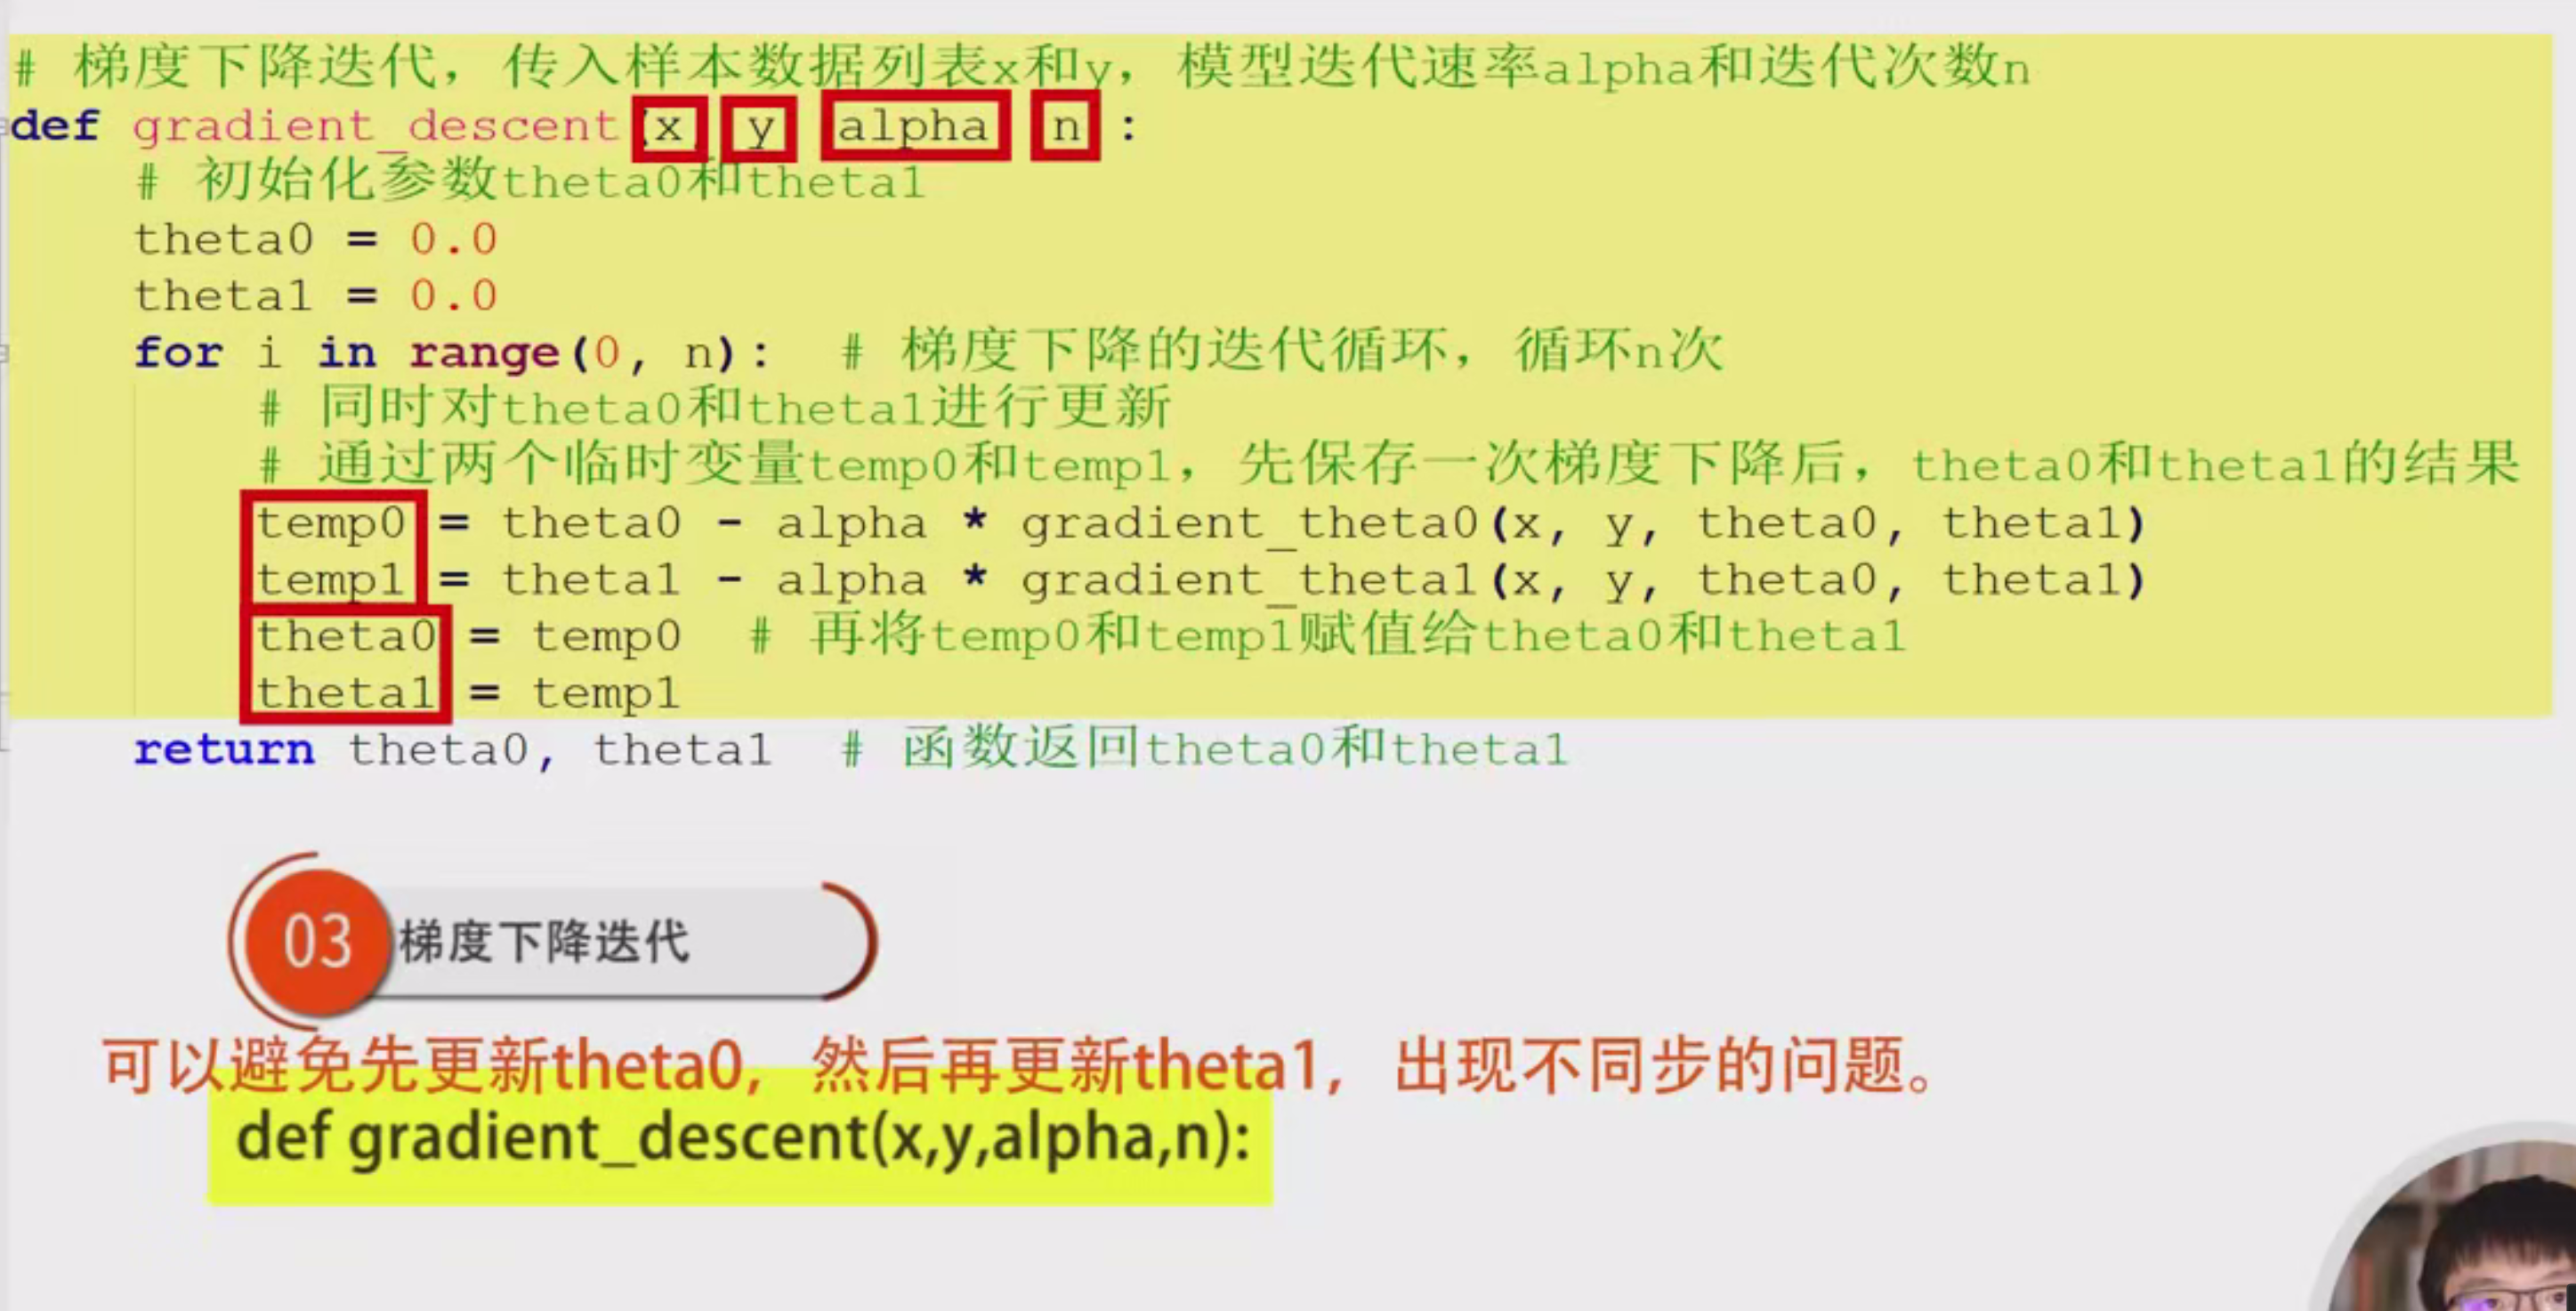 # 梯度下降迭代，传入样本数据列表x和y，模型迭代速率alpha和迭代次数n
def gradient_descent(x, y, alpha, n):
# 初始化参数theta0和theta1
theta0 = 0.0
theta1 = 0.0
for i in range(0, n): # 梯度下降的迭代循环，循环n次
# 同时对theta0和theta1进行更新
# 通过两个临时变量temp0和temp1，先保存一次梯度下降后，theta0和theta1的结果
temp0 = theta0 - alpha * gradient_theta0(x, y, theta0, theta1)
temp1 = theta1 - alpha * gradient_theta1(x, y, theta0, theta1)
theta0 = temp0 # 再将temp0和temp1赋值给theta0和theta1
theta1 = temp1
return theta0, theta1 # 函数返回theta0和theta1
03 梯度下降迭代
可以避免先更新theta0，然后再更新theta1，出现不同步的问题。
def gradient_descent(x,y,alpha,n):